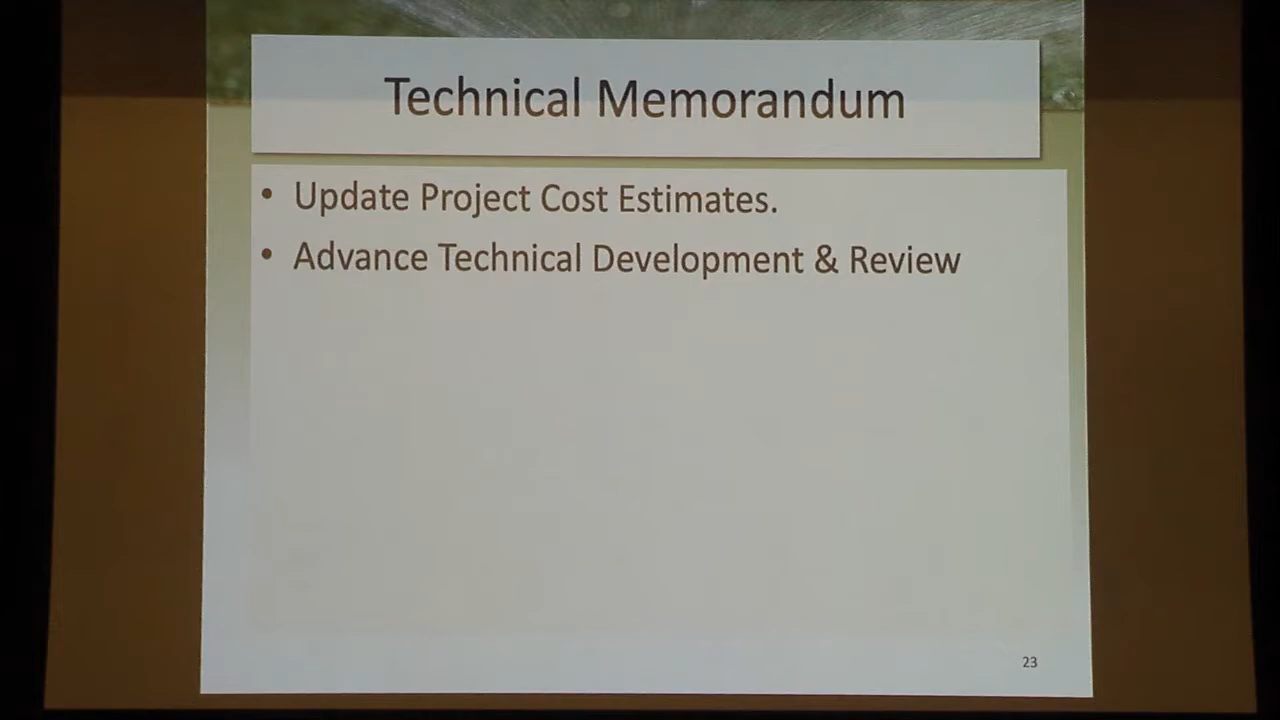 Technical Memorandum
• Update Project Cost Estimates.
• Advance Technical Development & Review
23